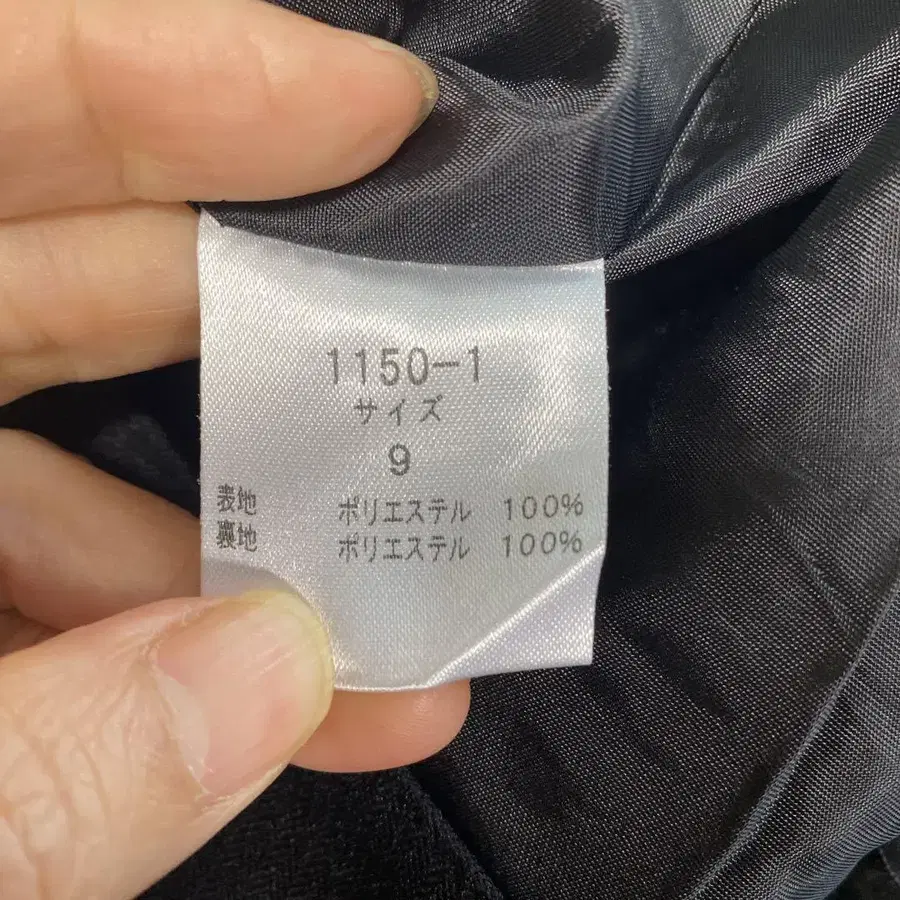 1150-1
サイズ
9
表地 ポリエステル 100%
裏地 ポリエステル 100%